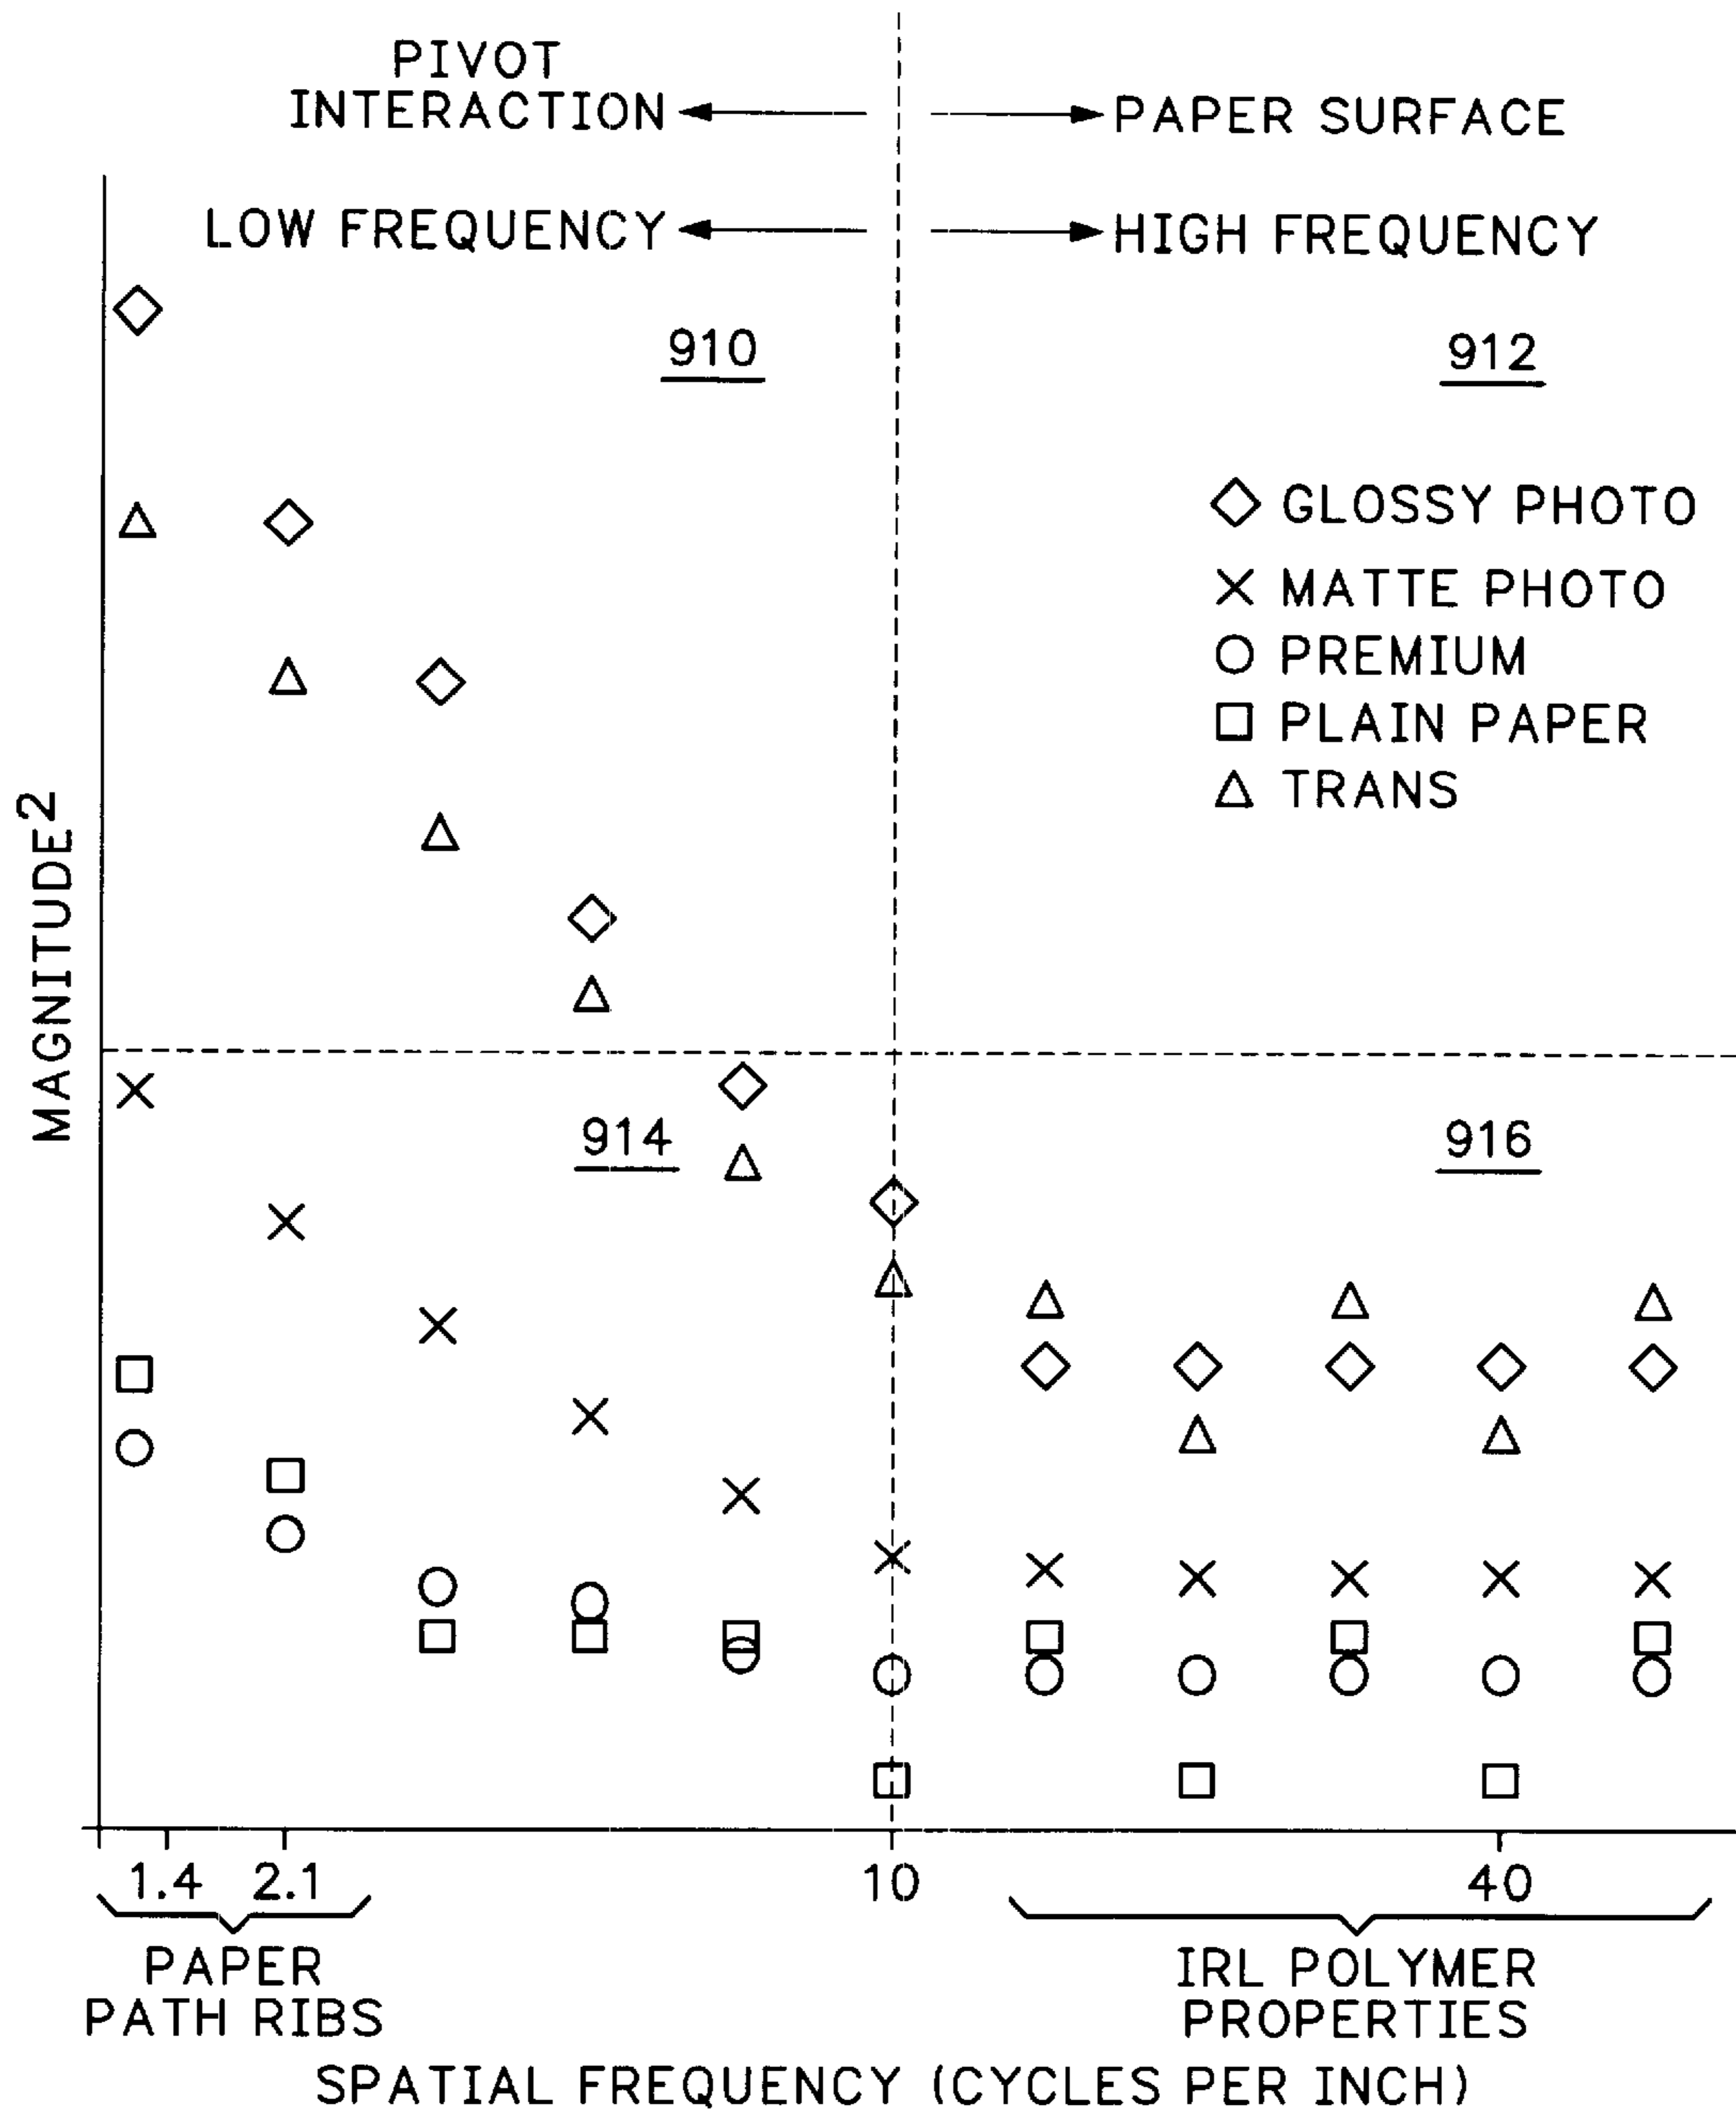 PIVOT
INTERACTION
PAPER SURFACE
LOW FREQUENCY
HIGH FREQUENCY
910
912
GLOSSY PHOTO
MATTE PHOTO
PREMIUM
PLAIN PAPER
TRANS
MAGNITUDE2
914
916
1.4 2.1 10 40
PAPER
PATH RIBS
IRL POLYMER
PROPERTIES
SPATIAL FREQUENCY (CYCLES PER INCH)